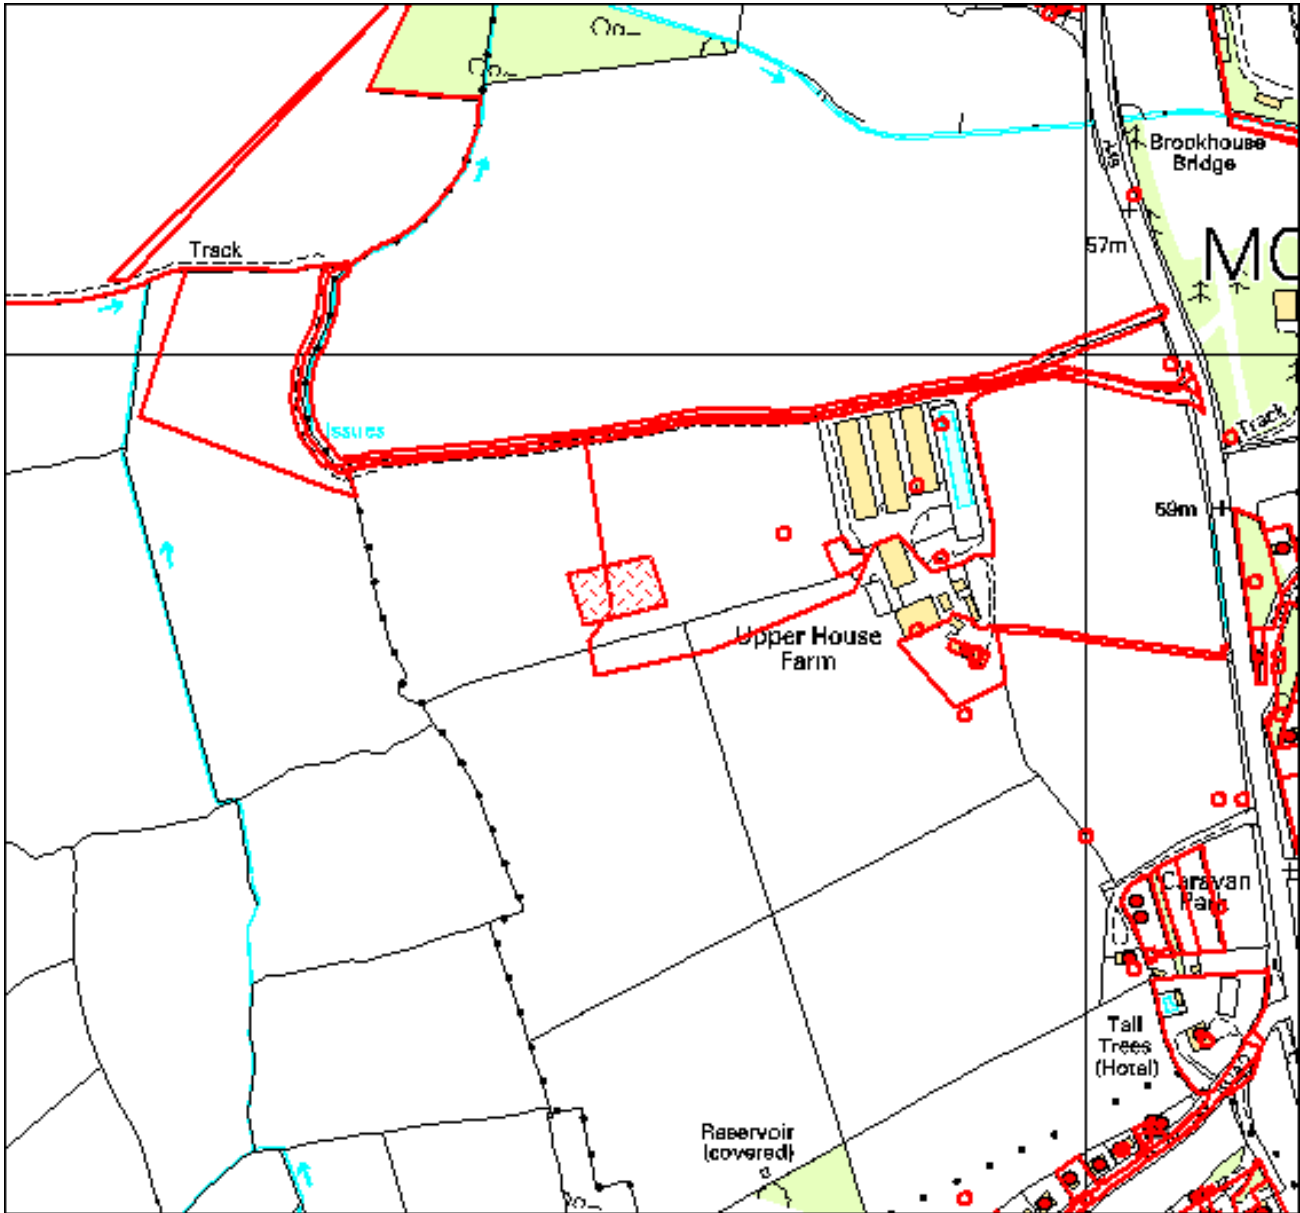 Brookhouse
Bridge
Track
57m
MO
Issues
Track
59m
Upper House
Farm
Caravan
Park
Tall
Trees
(Hotel)
Reservoir
(covered)